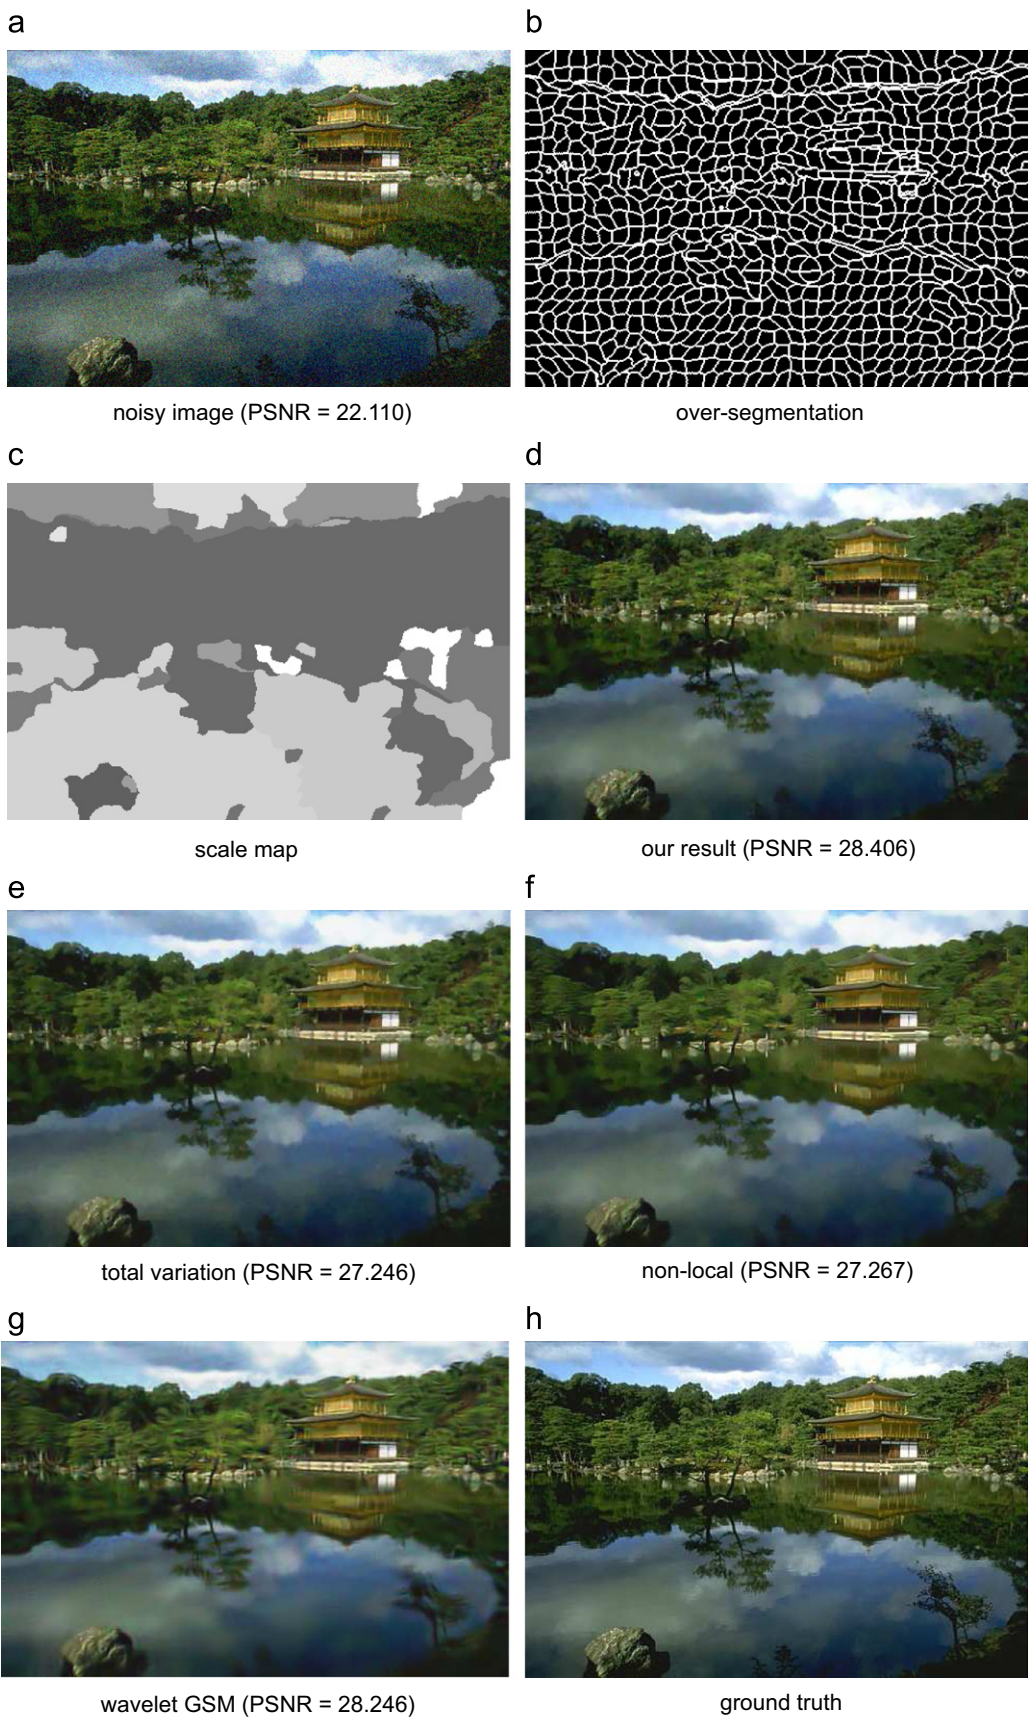 a
b
noisy image (PSNR = 22.110)
over-segmentation
c
d
scale map
our result (PSNR = 28.406)
e
f
total variation (PSNR = 27.246)
non-local (PSNR = 27.267)
g
h
wavelet GSM (PSNR = 28.246)
ground truth